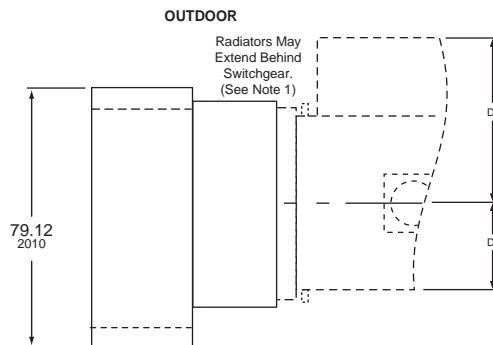 OUTDOOR
Radiators May
Extend Behind
Switchgear.
(See Note 1)
D
79.12
2010
D